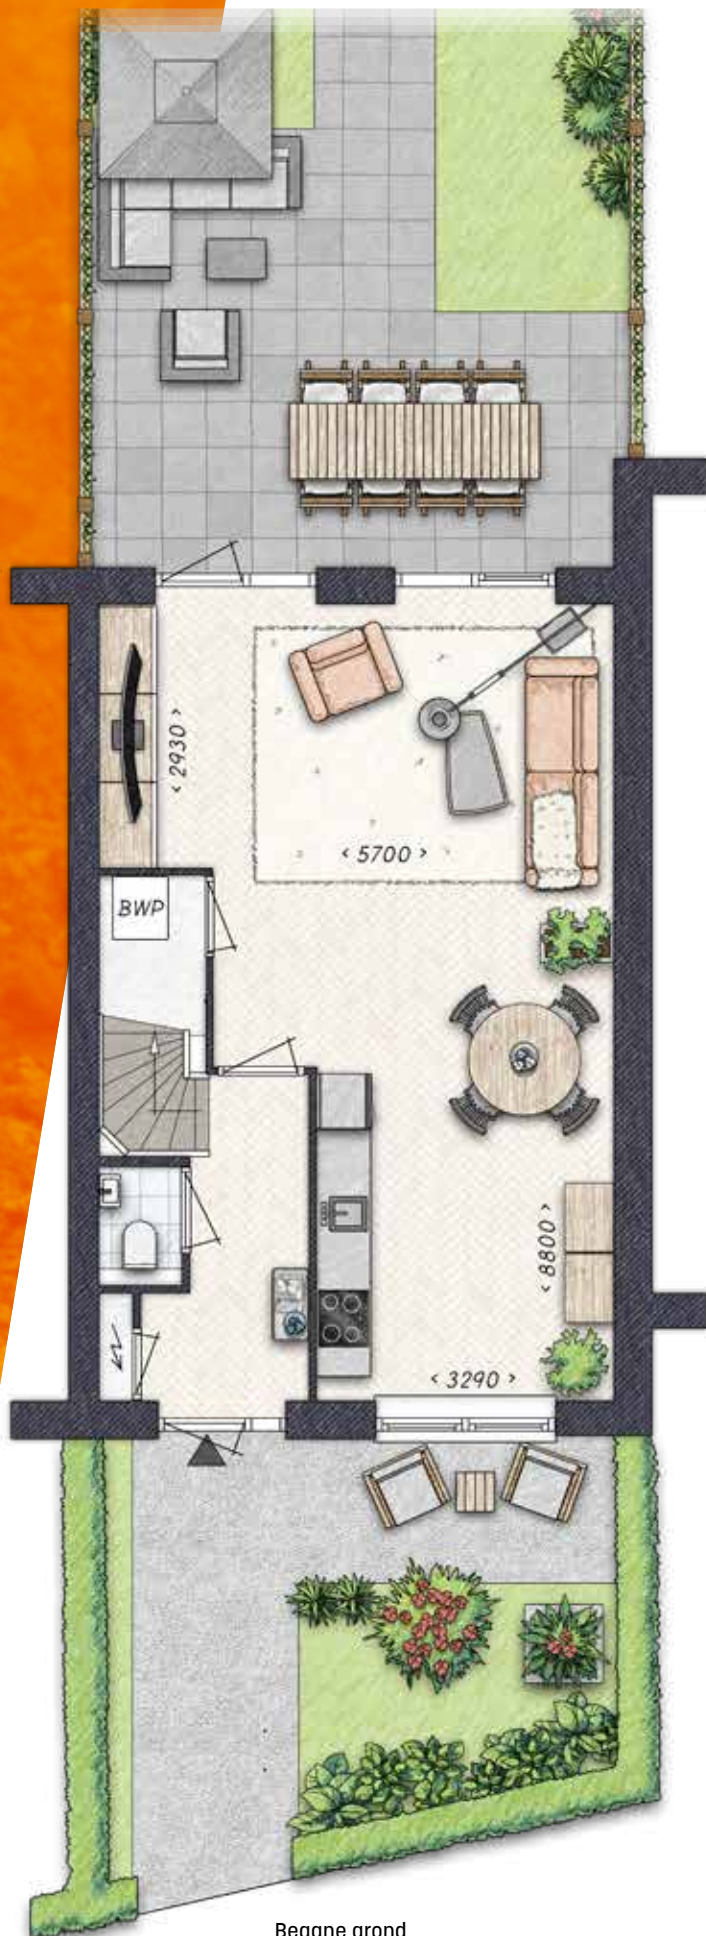 ‹ 2930 ›
‹ 5700 ›
BWP
‹ 8800 ›
‹ 3290 ›
Begane grond